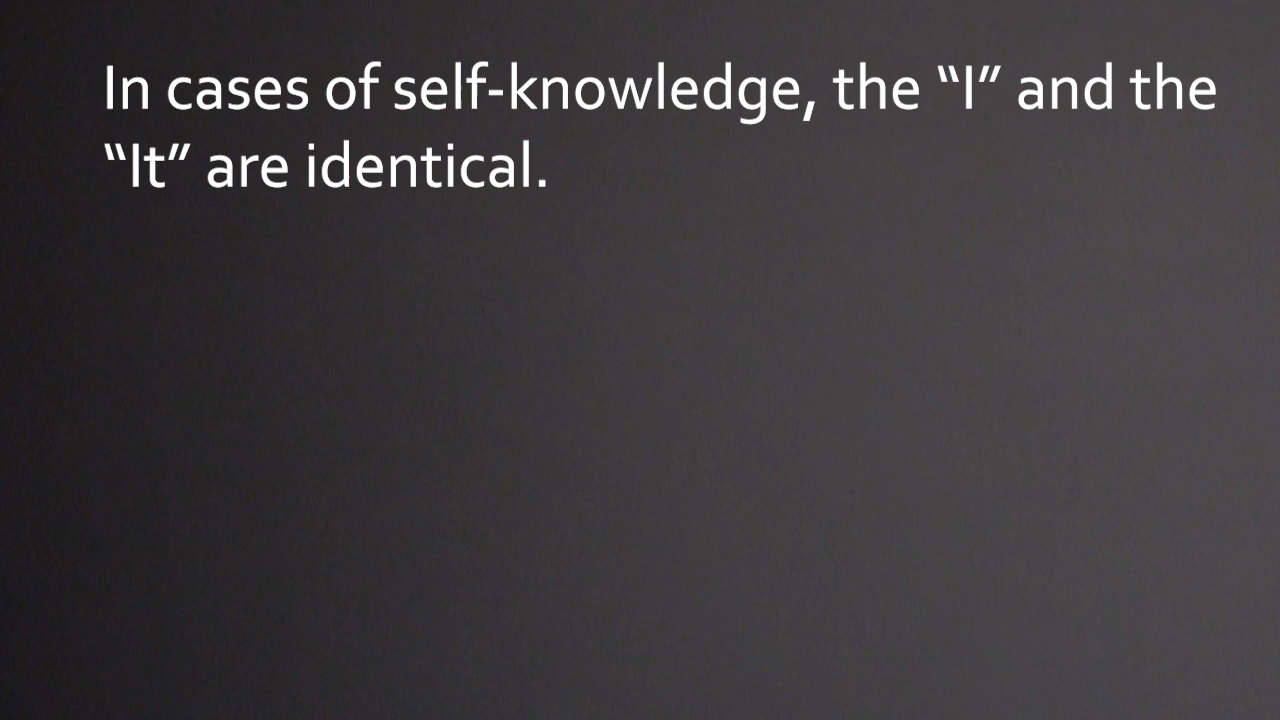 In cases of self-knowledge, the “I” and the
“It” are identical.